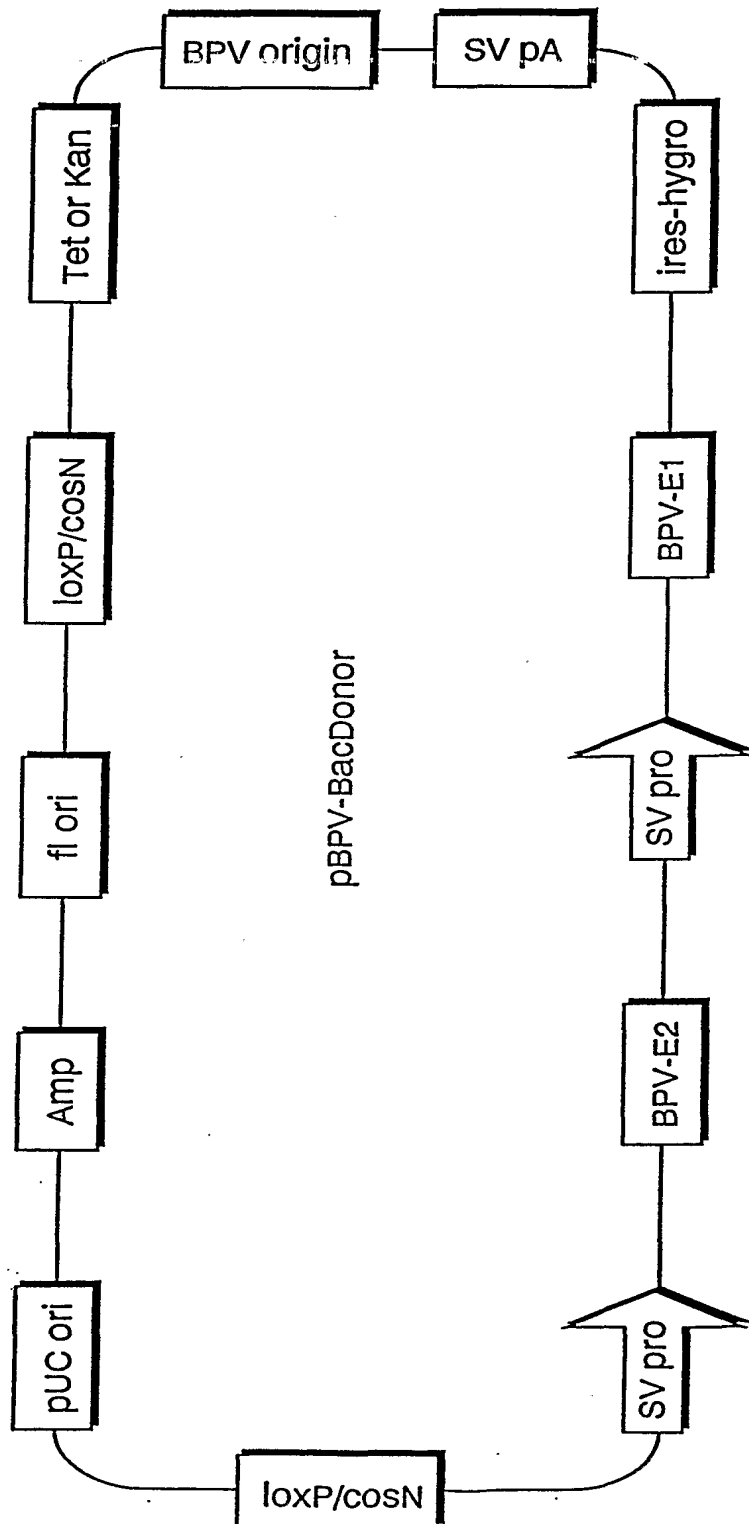 BPV origin
SV pA
Tet or Kan
ires-hygro
loxP/cosN
BPV-E1
fl ori
SV pro
pBPV-BacDonor
Amp
BPV-E2
pUC ori
SV pro
loxP/cosN